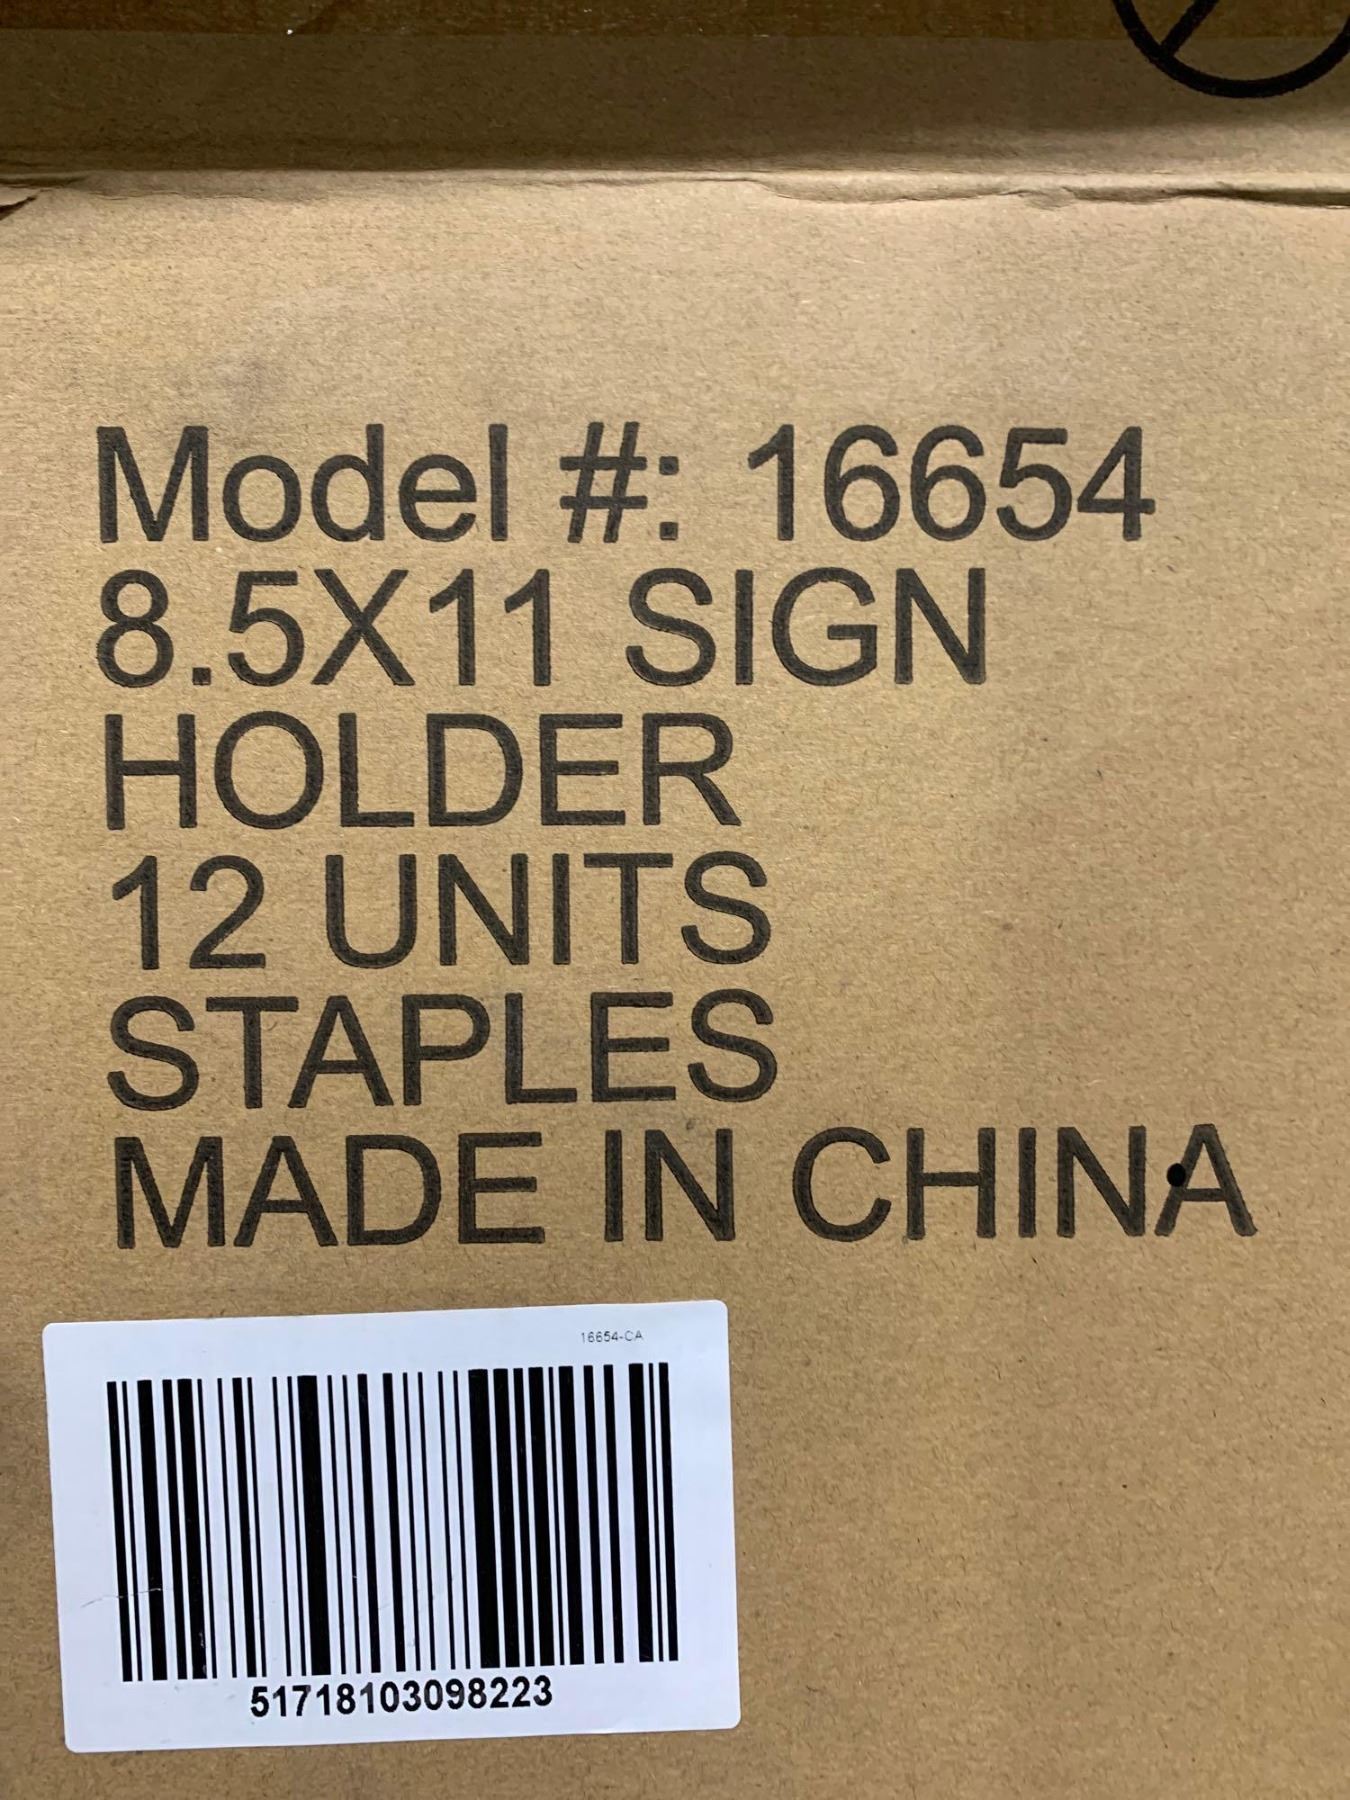 Model #: 16654
8.5X11 SIGN
HOLDER
12 UNITS
STAPLES
MADE IN CHINA
16654-CA
51718103098223